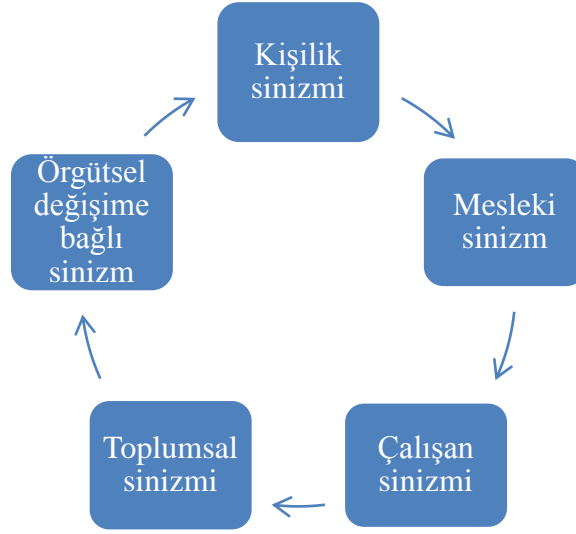 Kişilik
sinizmi
Mesleki
sinizm
Çalışan
sinizmi
Toplumsal
sinizmi
Örgütsel
değişime
bağlı
sinizm